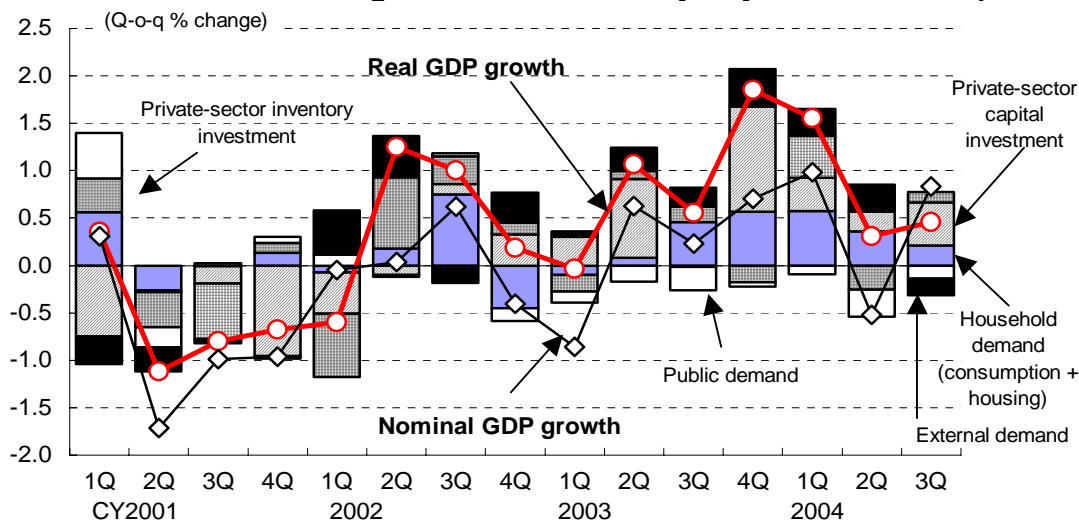 (Q-o-q % change)
2.5
2.0
1.5
1.0
0.5
0.0
-0.5
-1.0
-1.5
-2.0
Real GDP growth
Private-sector inventory
investment
Private-sector
capital
investment
Household
demand
(consumption +
housing)
Public demand
External demand
Nominal GDP growth
1Q 2Q 3Q 4Q 1Q 2Q 3Q 4Q 1Q 2Q 3Q 4Q 1Q 2Q 3Q
CY2001 2002 2003 2004